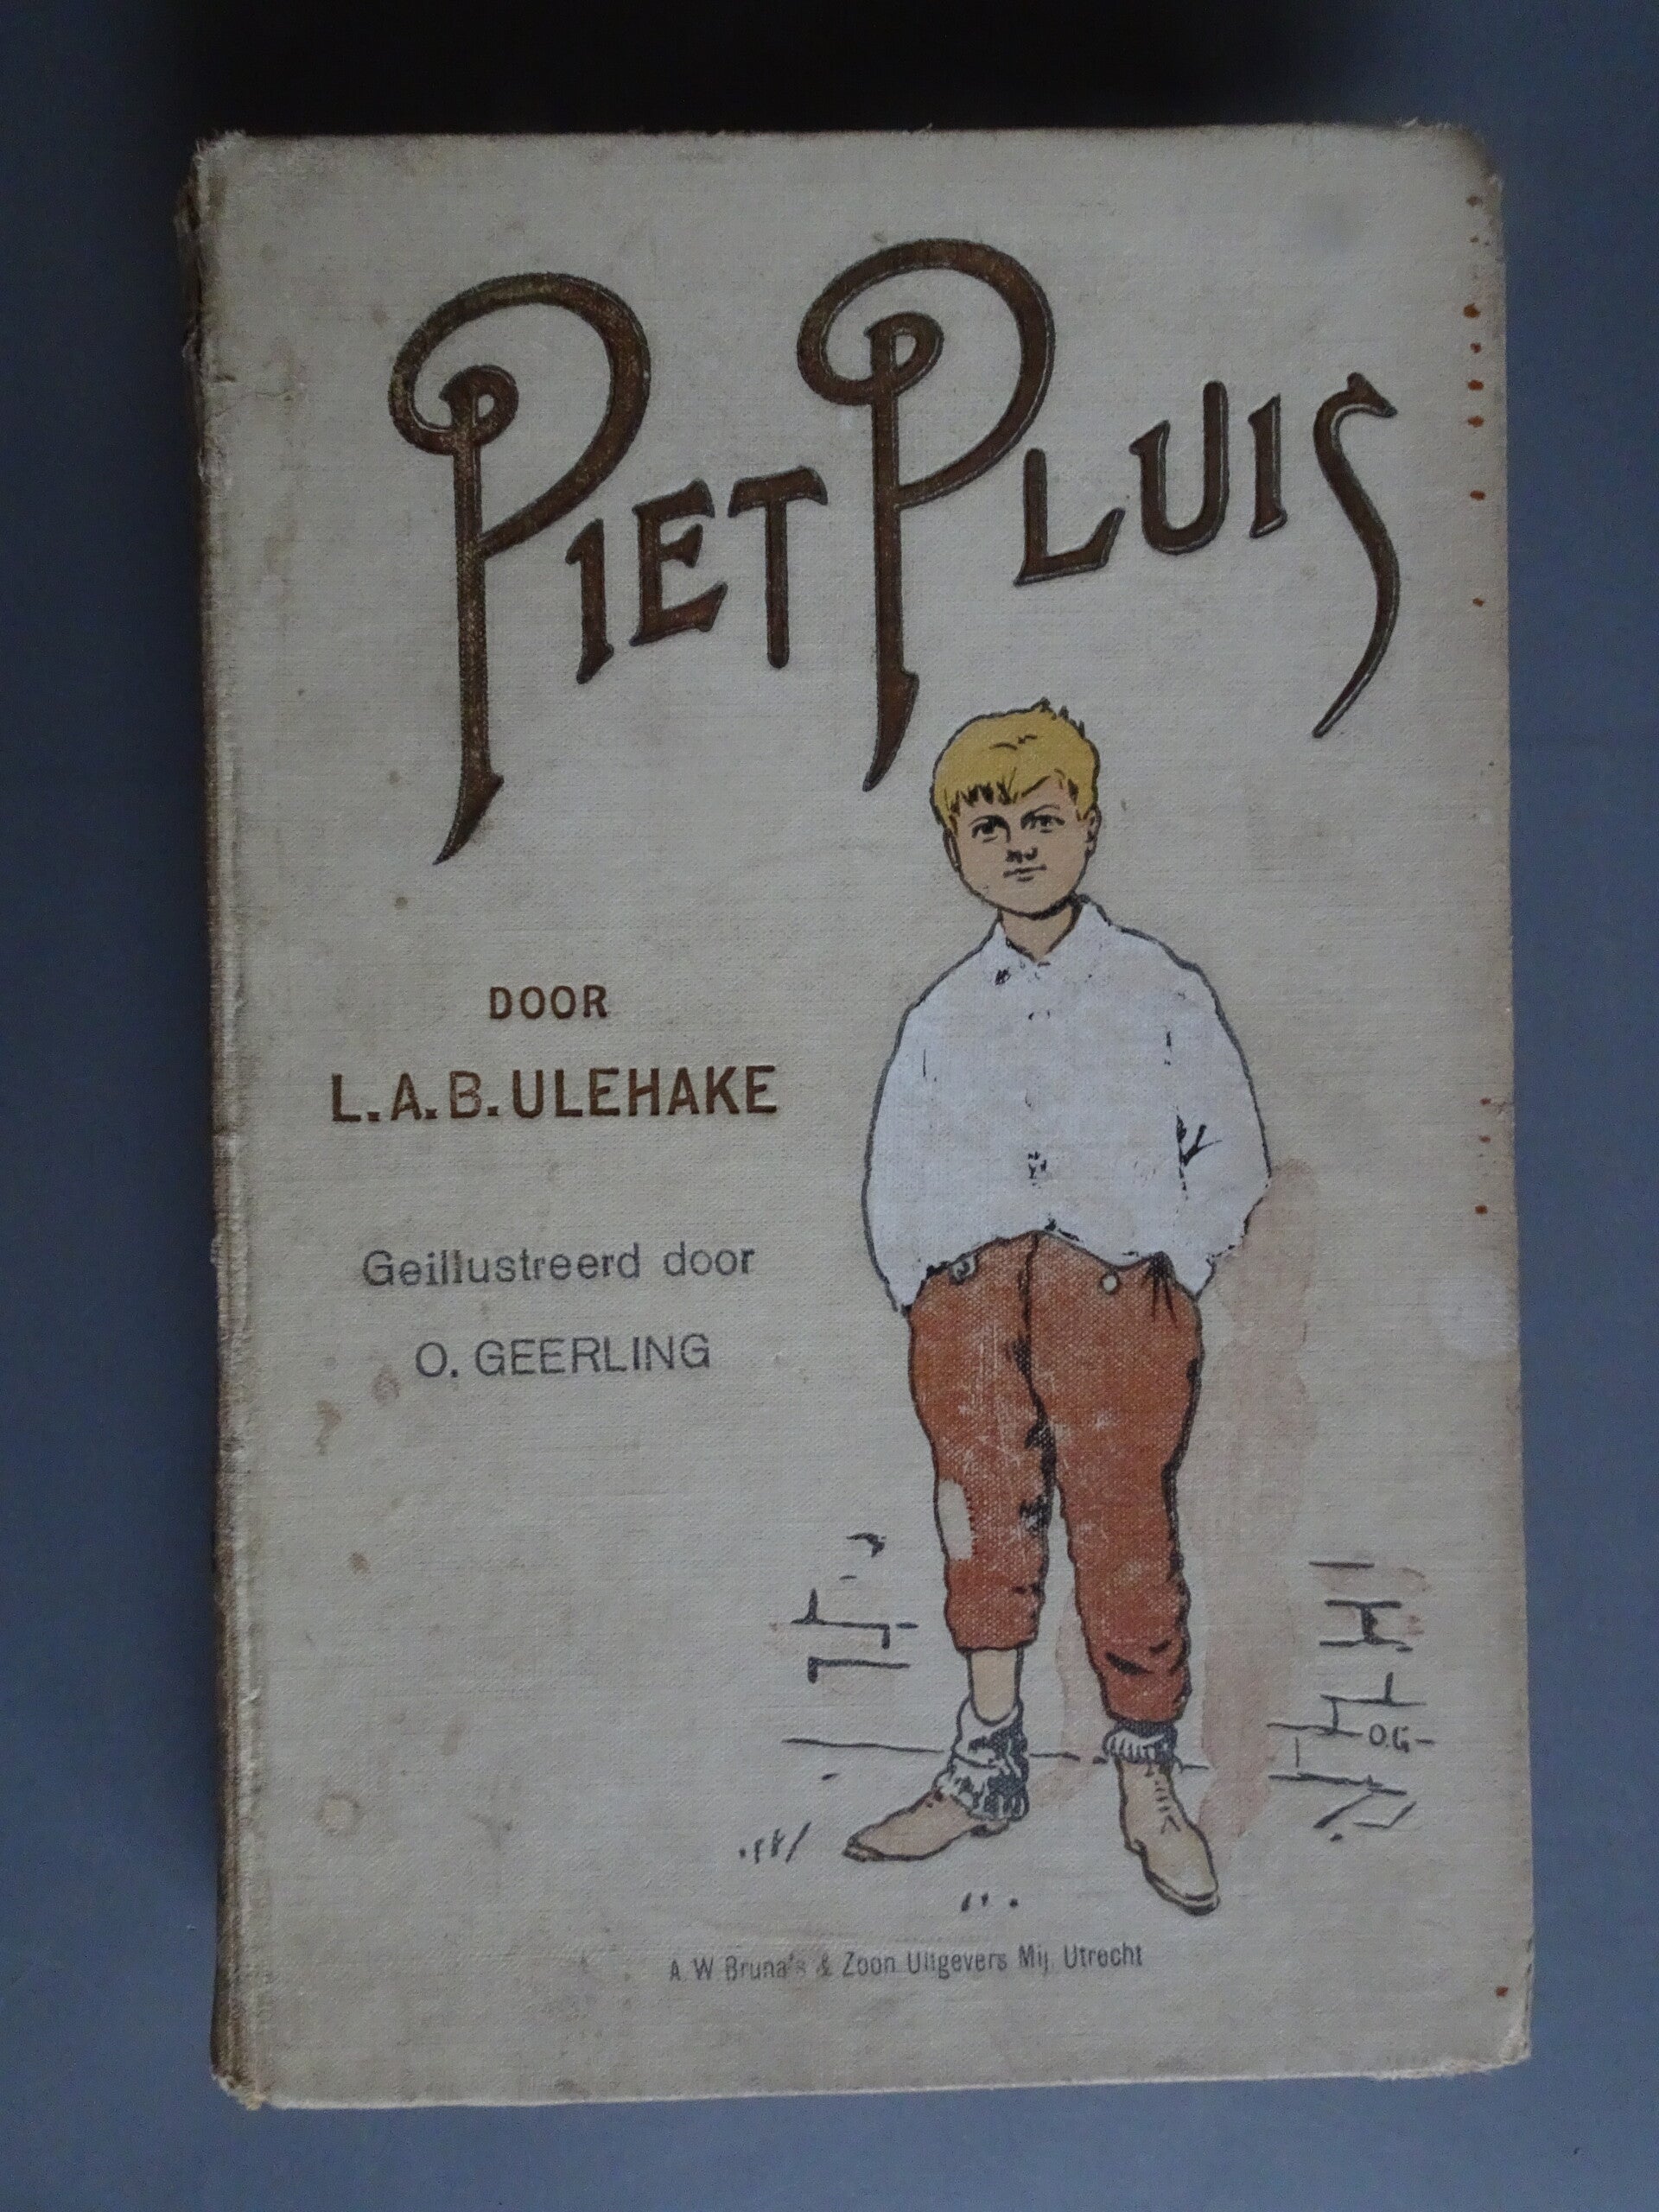 PIET PLUIS
DOOR
L.A.B. ULEHAKE
Geillustreerd door
O. GEERLING
O.G-
A. W. Bruna's & Zoon Uitgevers Mij. Utrecht